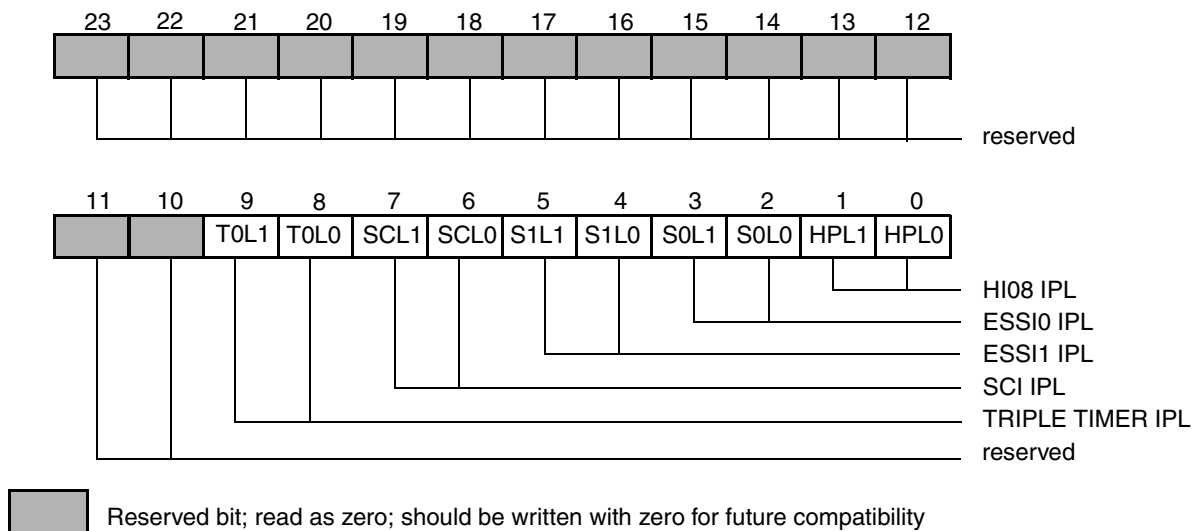 23 22 21 20 19 18 17 16 15 14 13 12
reserved
11 10 9 8 7 6 5 4 3 2 1 0
T0L1 T0L0 SCL1 SCL0 S1L1 S1L0 S0L1 S0L0 HPL1 HPL0
HI08 IPL
ESSI0 IPL
ESSI1 IPL
SCI IPL
TRIPLE TIMER IPL
reserved
Reserved bit; read as zero; should be written with zero for future compatibility